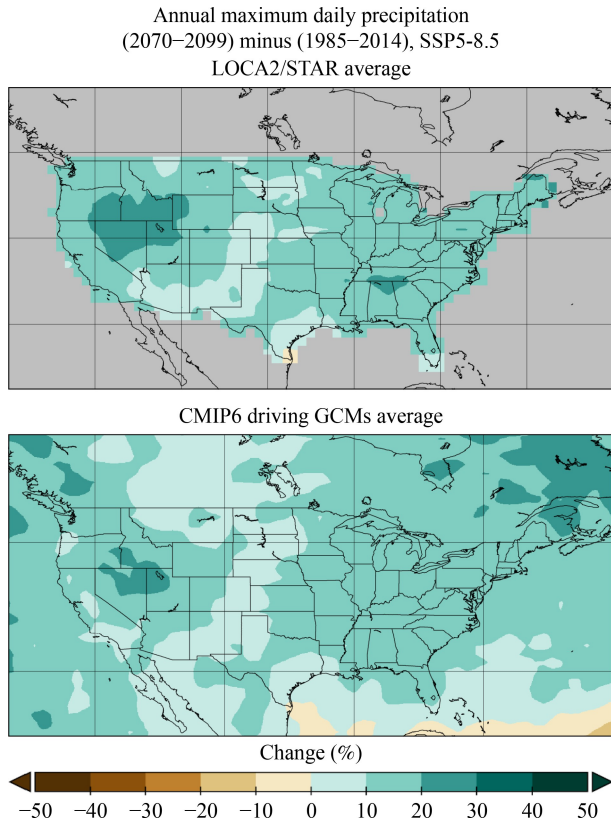 Annual maximum daily precipitation
(2070−2099) minus (1985−2014), SSP5-8.5
LOCA2/STAR average
CMIP6 driving GCMs average
Change (%)
−50 −40 −30 −20 −10 0 10 20 30 40 50